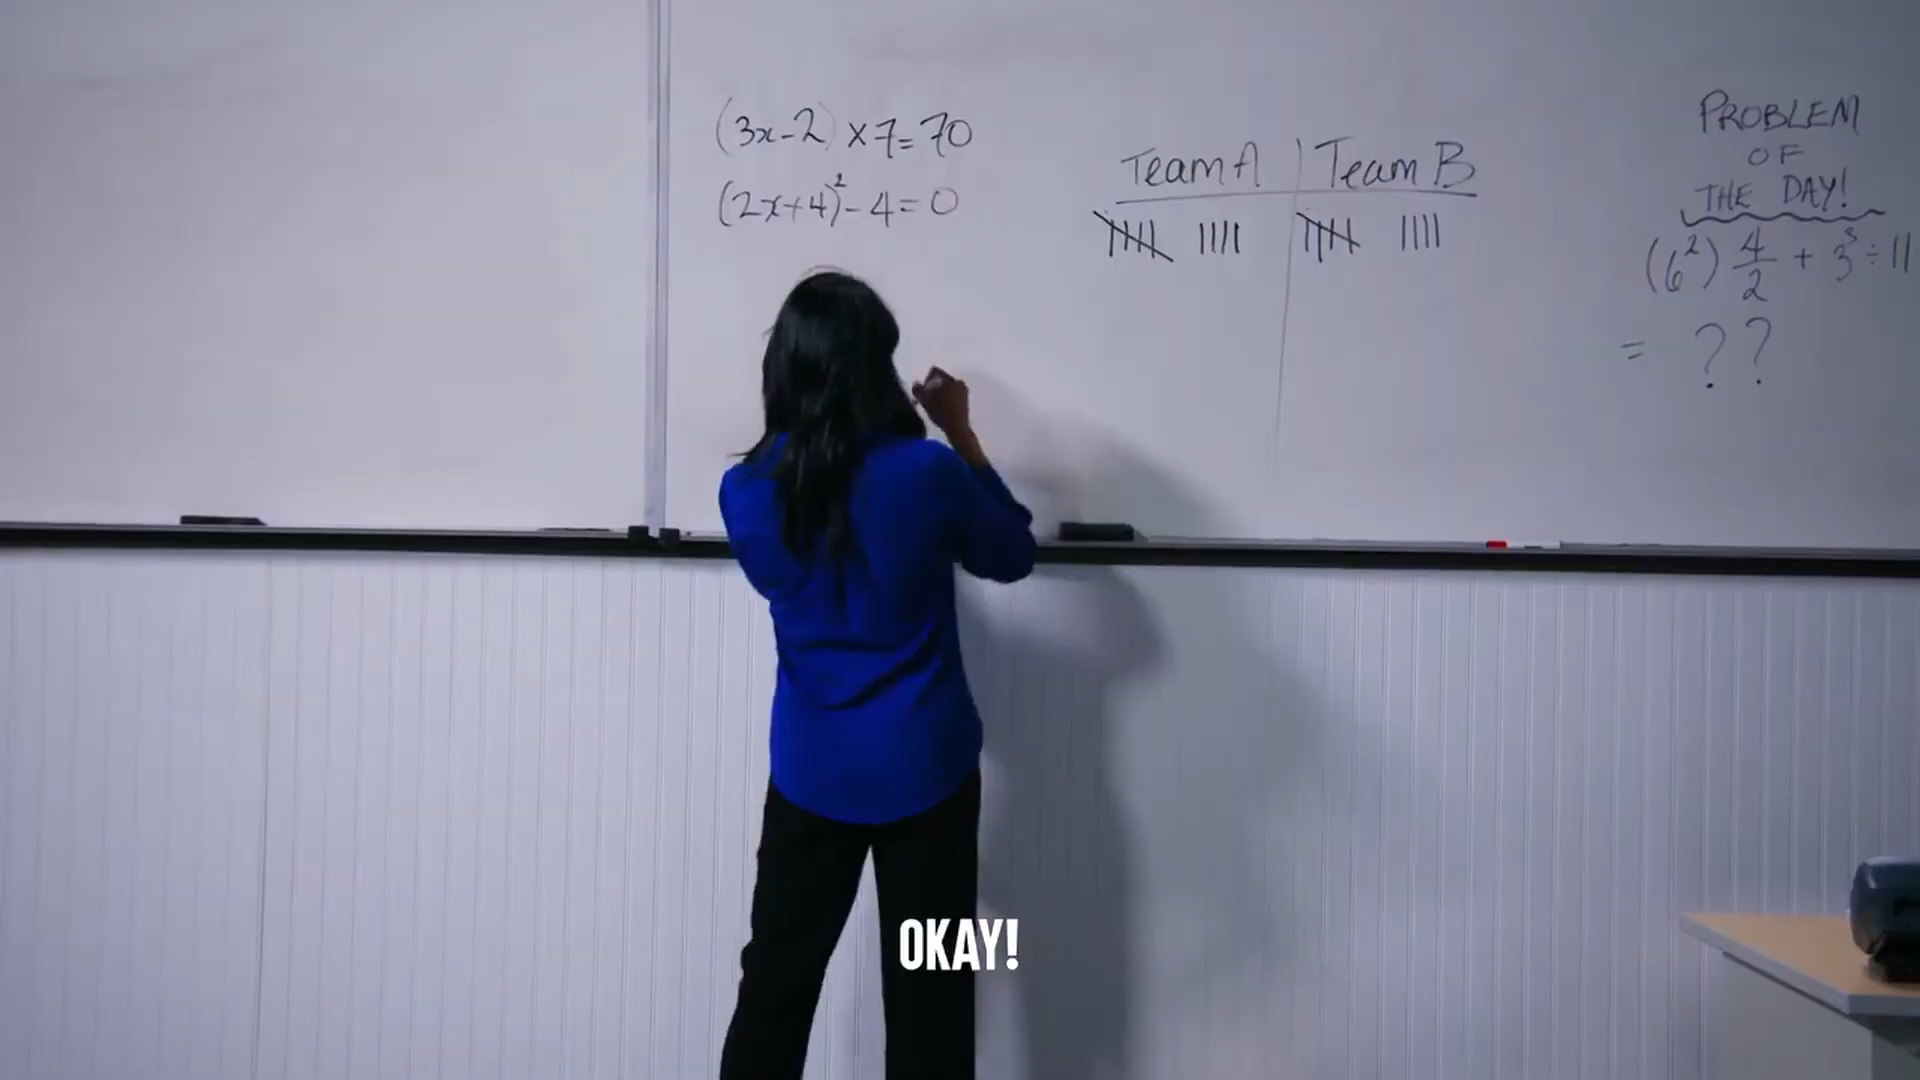 (3x-2) x 7=70
(2x+4)²-4=0
Team A | Team B
PROBLEM
OF
THE DAY!
(6²) 4/2 + 3³ ÷ 11
= ??
OKAY!